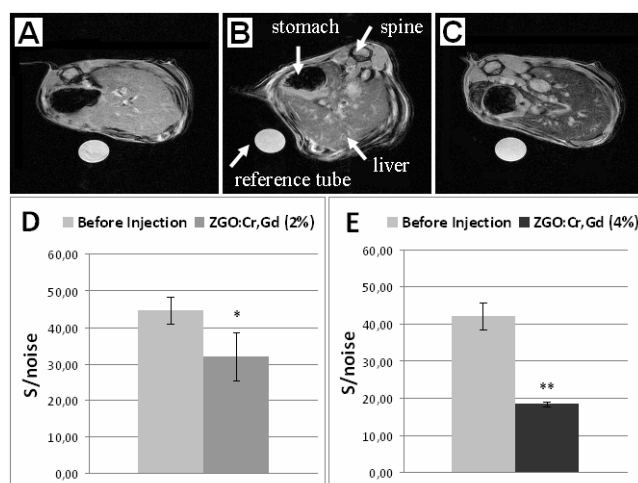 A
B
C
stomach
spine
reference tube
liver
D
Before Injection
ZGO:Cr,Gd (2%)
60,00
50,00
40,00
30,00
20,00
10,00
0,00
S/noise
*
E
Before Injection
ZGO:Cr,Gd (4%)
60,00
50,00
40,00
30,00
20,00
10,00
0,00
S/noise
**